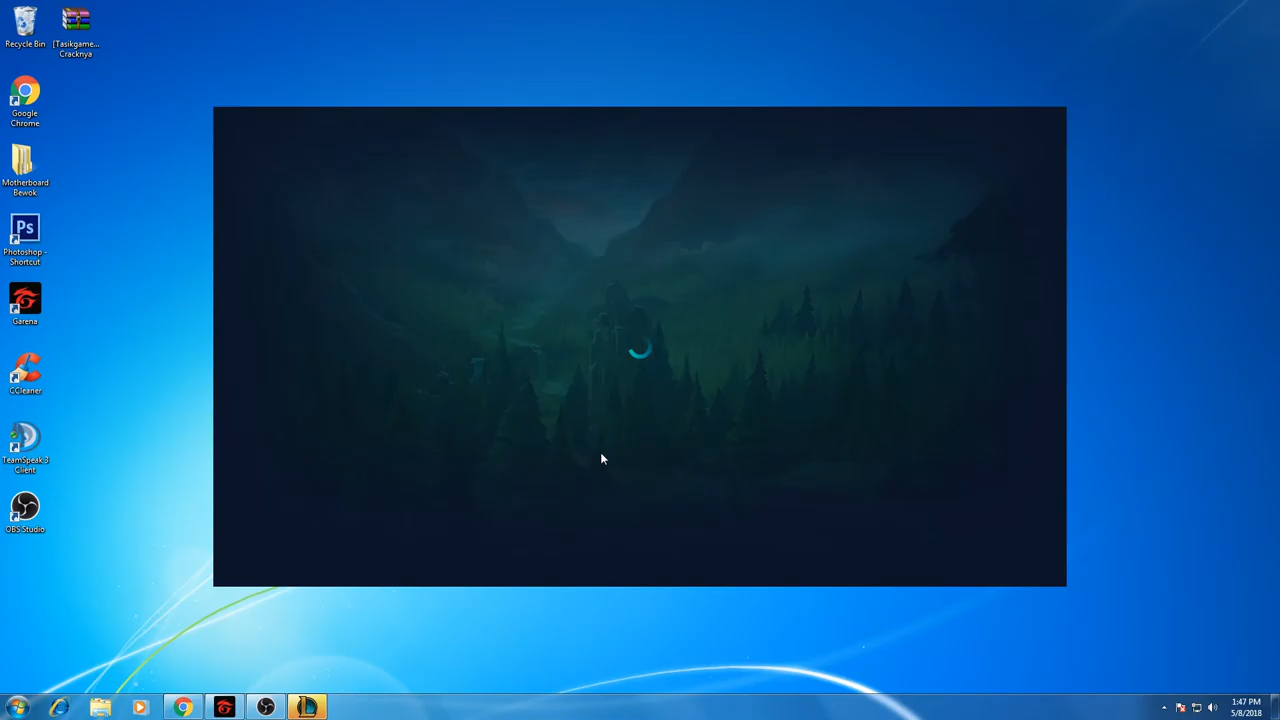 Recycle Bin
[Tasikgame...
Cracknya
Google
Chrome
Motherboard
Bewok
Ps
Photoshop -
Shortcut
Garena
CCleaner
TeamSpeak 3
Client
OBS Studio
1:47 PM
5/8/2018